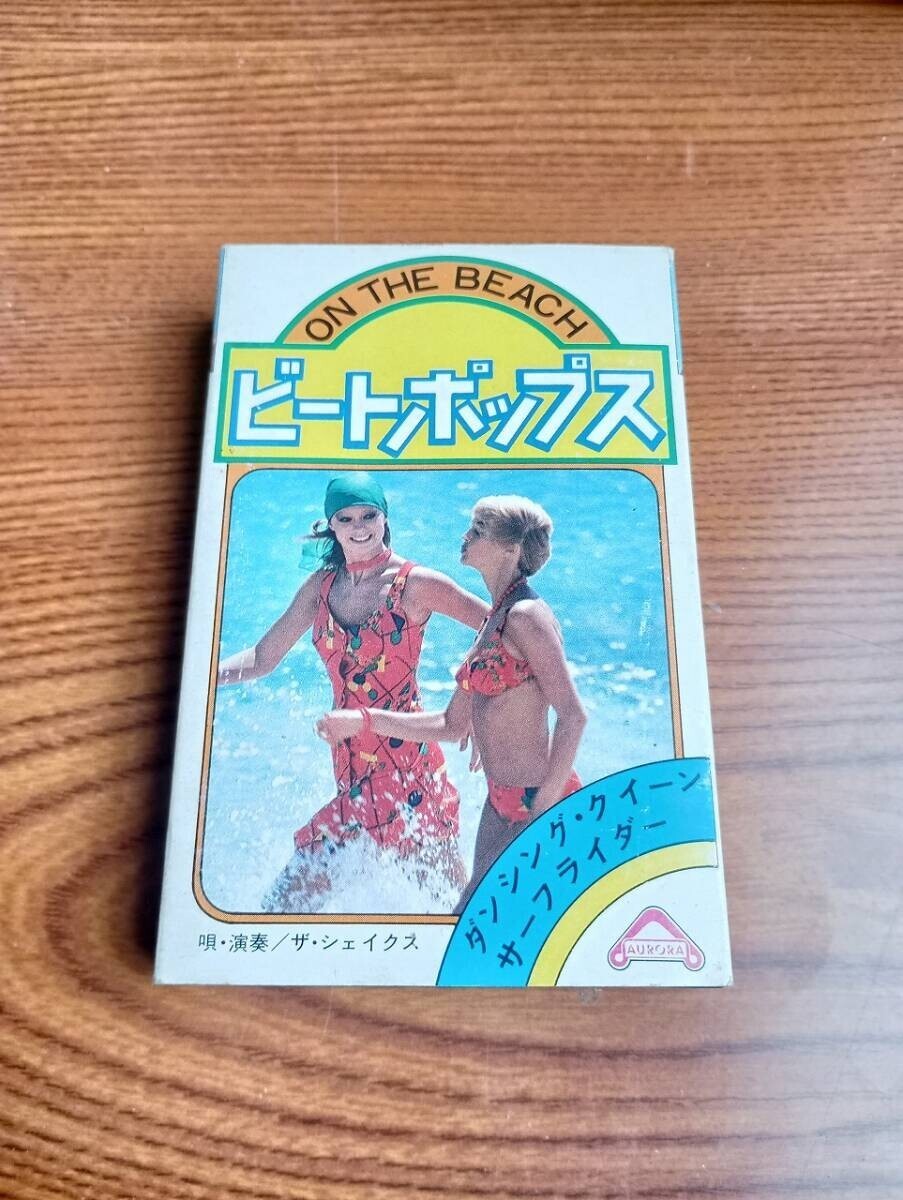 ON THE BEACH
ビートポップス
ダンシング・クイーン
サーフライダー
唄・演奏/ザ・シェイクス
AURORA